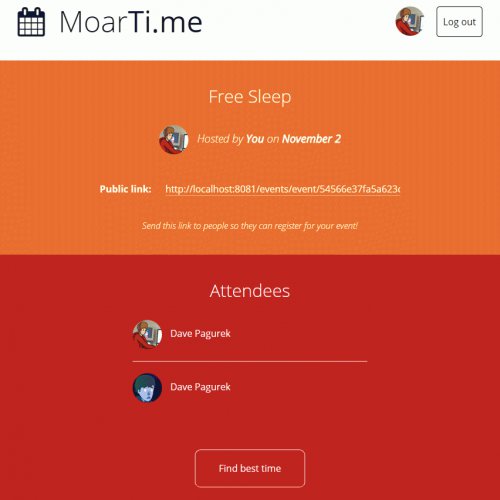 MoarTi.me
Log out
Free Sleep
Hosted by You on November 2
Public link: http://localhost:8081/events/event/54566e37fa5a623c
Send this link to people so they can register for your event!
Attendees
Dave Pagurek
Dave Pagurek
Find best time